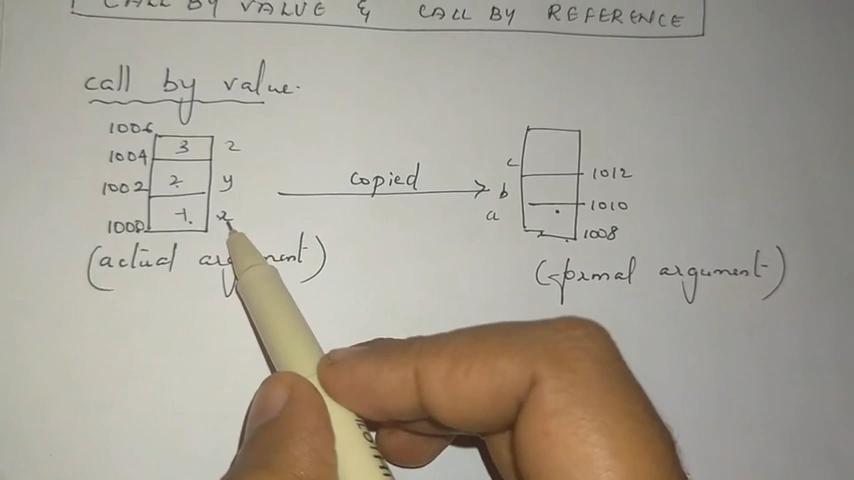 CALL BY VALUE & CALL BY REFERENCE
call by value.
1006
1004 3 z c
1002 2 y copied b 1012
1000 1 x a 1010
1008
(actual argument) (formal argument)